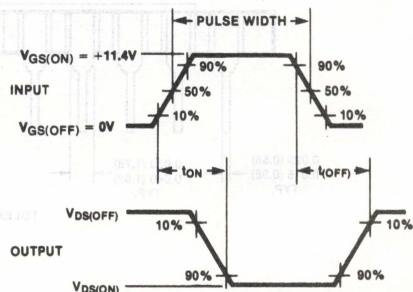 PULSE WIDTH
VGS(ON) = +11.4V
90% 90%
INPUT 50% 50%
10% 10%
VGS(OFF) = 0V
tON t(OFF)
VDS(OFF)
10% 10%
OUTPUT
90% 90%
VDS(ON)